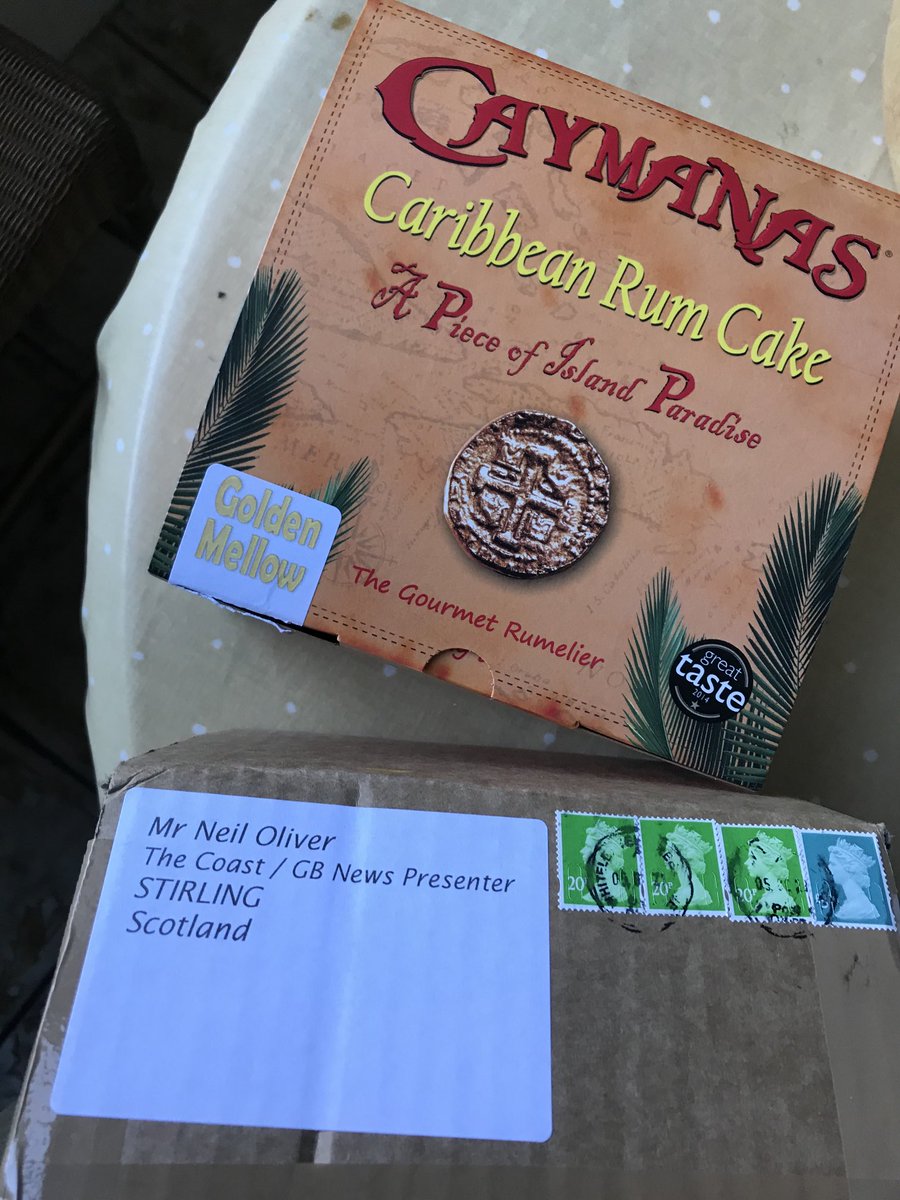 CAYMANAS®
Caribbean Rum Cake
A Piece of Island Paradise
Golden
Mellow
The Gourmet Rumelier
great
taste
2014
Mr Neil Oliver
The Coast / GB News Presenter
STIRLING
Scotland
20P
20P
20P